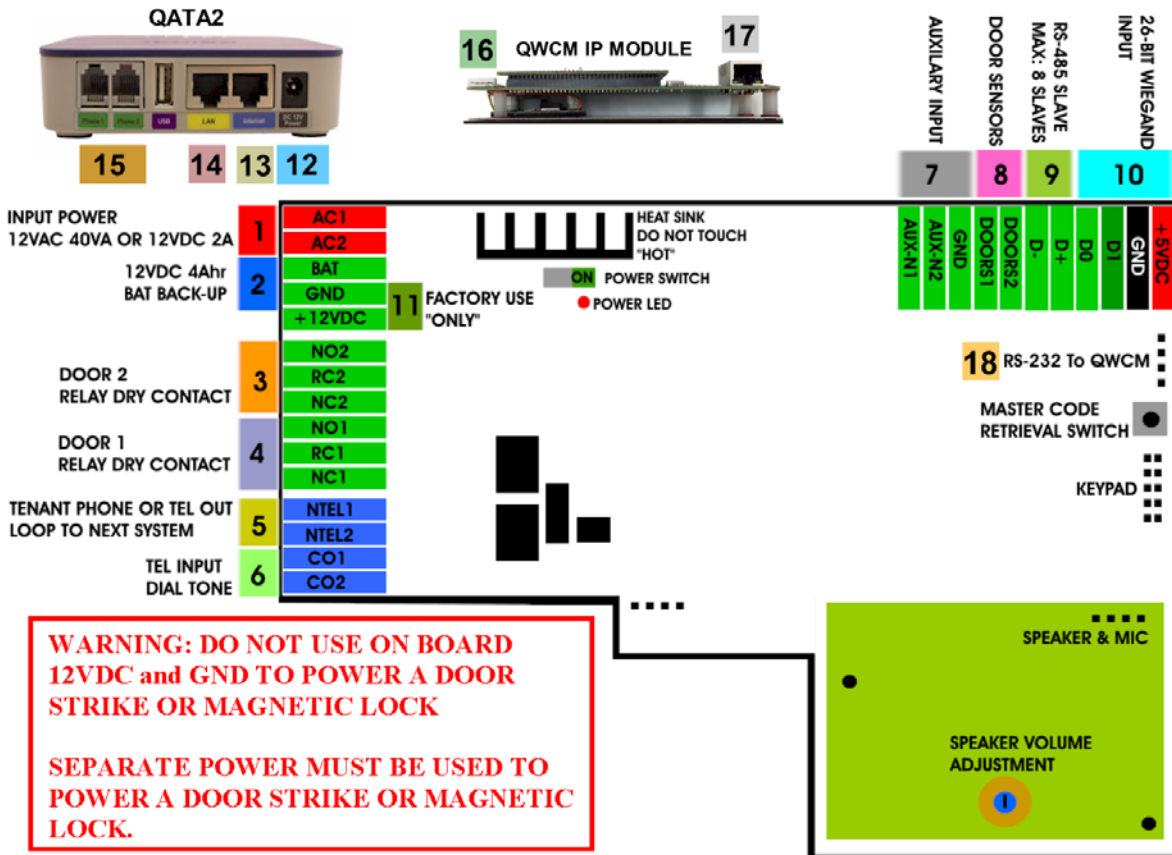 QATA2
Phone 1
Phone 2
USB
LAN
Internet
DC 12V
Power
15
14
13
12
16
QWCM IP MODULE
17
AUXILARY INPUT
DOOR SENSORS
RS-485 SLAVE
MAX: 8 SLAVES
26-BIT WIEGAND
INPUT
7
8
9
10
AUX-N1
AUX-N2
GND
DOORS1
DOORS2
D-
D+
D0
D1
GND
+5VDC
INPUT POWER
12VAC 40VA OR 12VDC 2A
1
AC1
AC2
12VDC 4Ahr
BAT BACK-UP
2
BAT
GND
+12VDC
11
FACTORY USE
"ONLY"
HEAT SINK
DO NOT TOUCH
"HOT"
ON
POWER SWITCH
POWER LED
DOOR 2
RELAY DRY CONTACT
3
NO2
RC2
NC2
DOOR 1
RELAY DRY CONTACT
4
NO1
RC1
NC1
TENANT PHONE OR TEL OUT
LOOP TO NEXT SYSTEM
5
NTEL1
NTEL2
TEL INPUT
DIAL TONE
6
CO1
CO2
18
RS-232 To QWCM
MASTER CODE
RETRIEVAL SWITCH
KEYPAD
WARNING: DO NOT USE ON BOARD
12VDC and GND TO POWER A DOOR
STRIKE OR MAGNETIC LOCK
SEPARATE POWER MUST BE USED TO
POWER A DOOR STRIKE OR MAGNETIC
LOCK.
SPEAKER & MIC
SPEAKER VOLUME
ADJUSTMENT